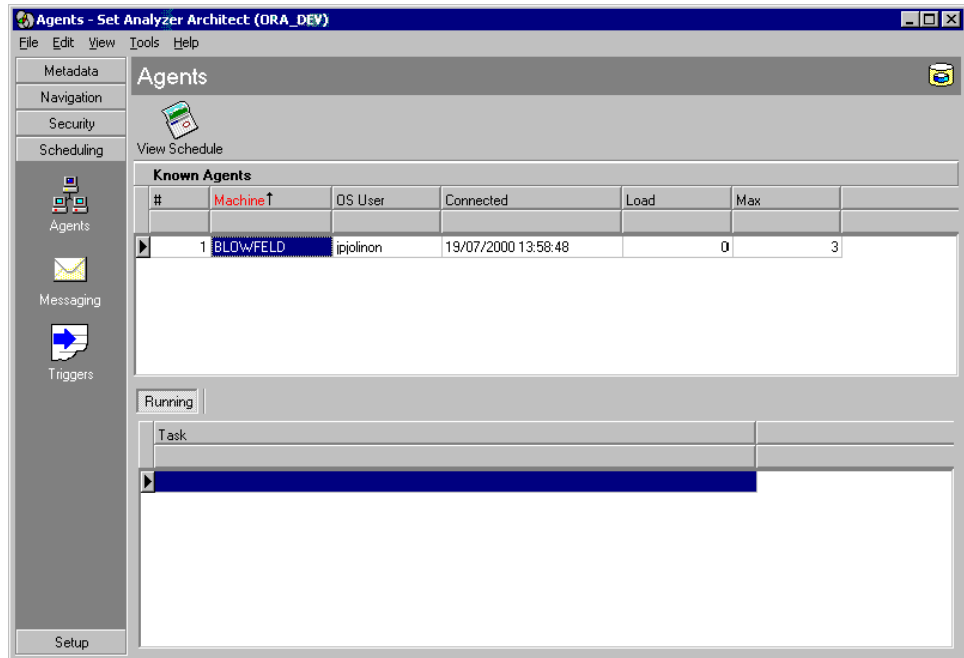 Agents - Set Analyzer Architect (ORA_DEV)
File Edit View Tools Help
Metadata
Navigation
Security
Scheduling
Agents
Messaging
Triggers
Setup
Agents
View Schedule
Known Agents
# Machine↑ OS User Connected Load Max
1 BLOWFELD jpjolinon 19/07/2000 13:58:48 0 3
Running
Task